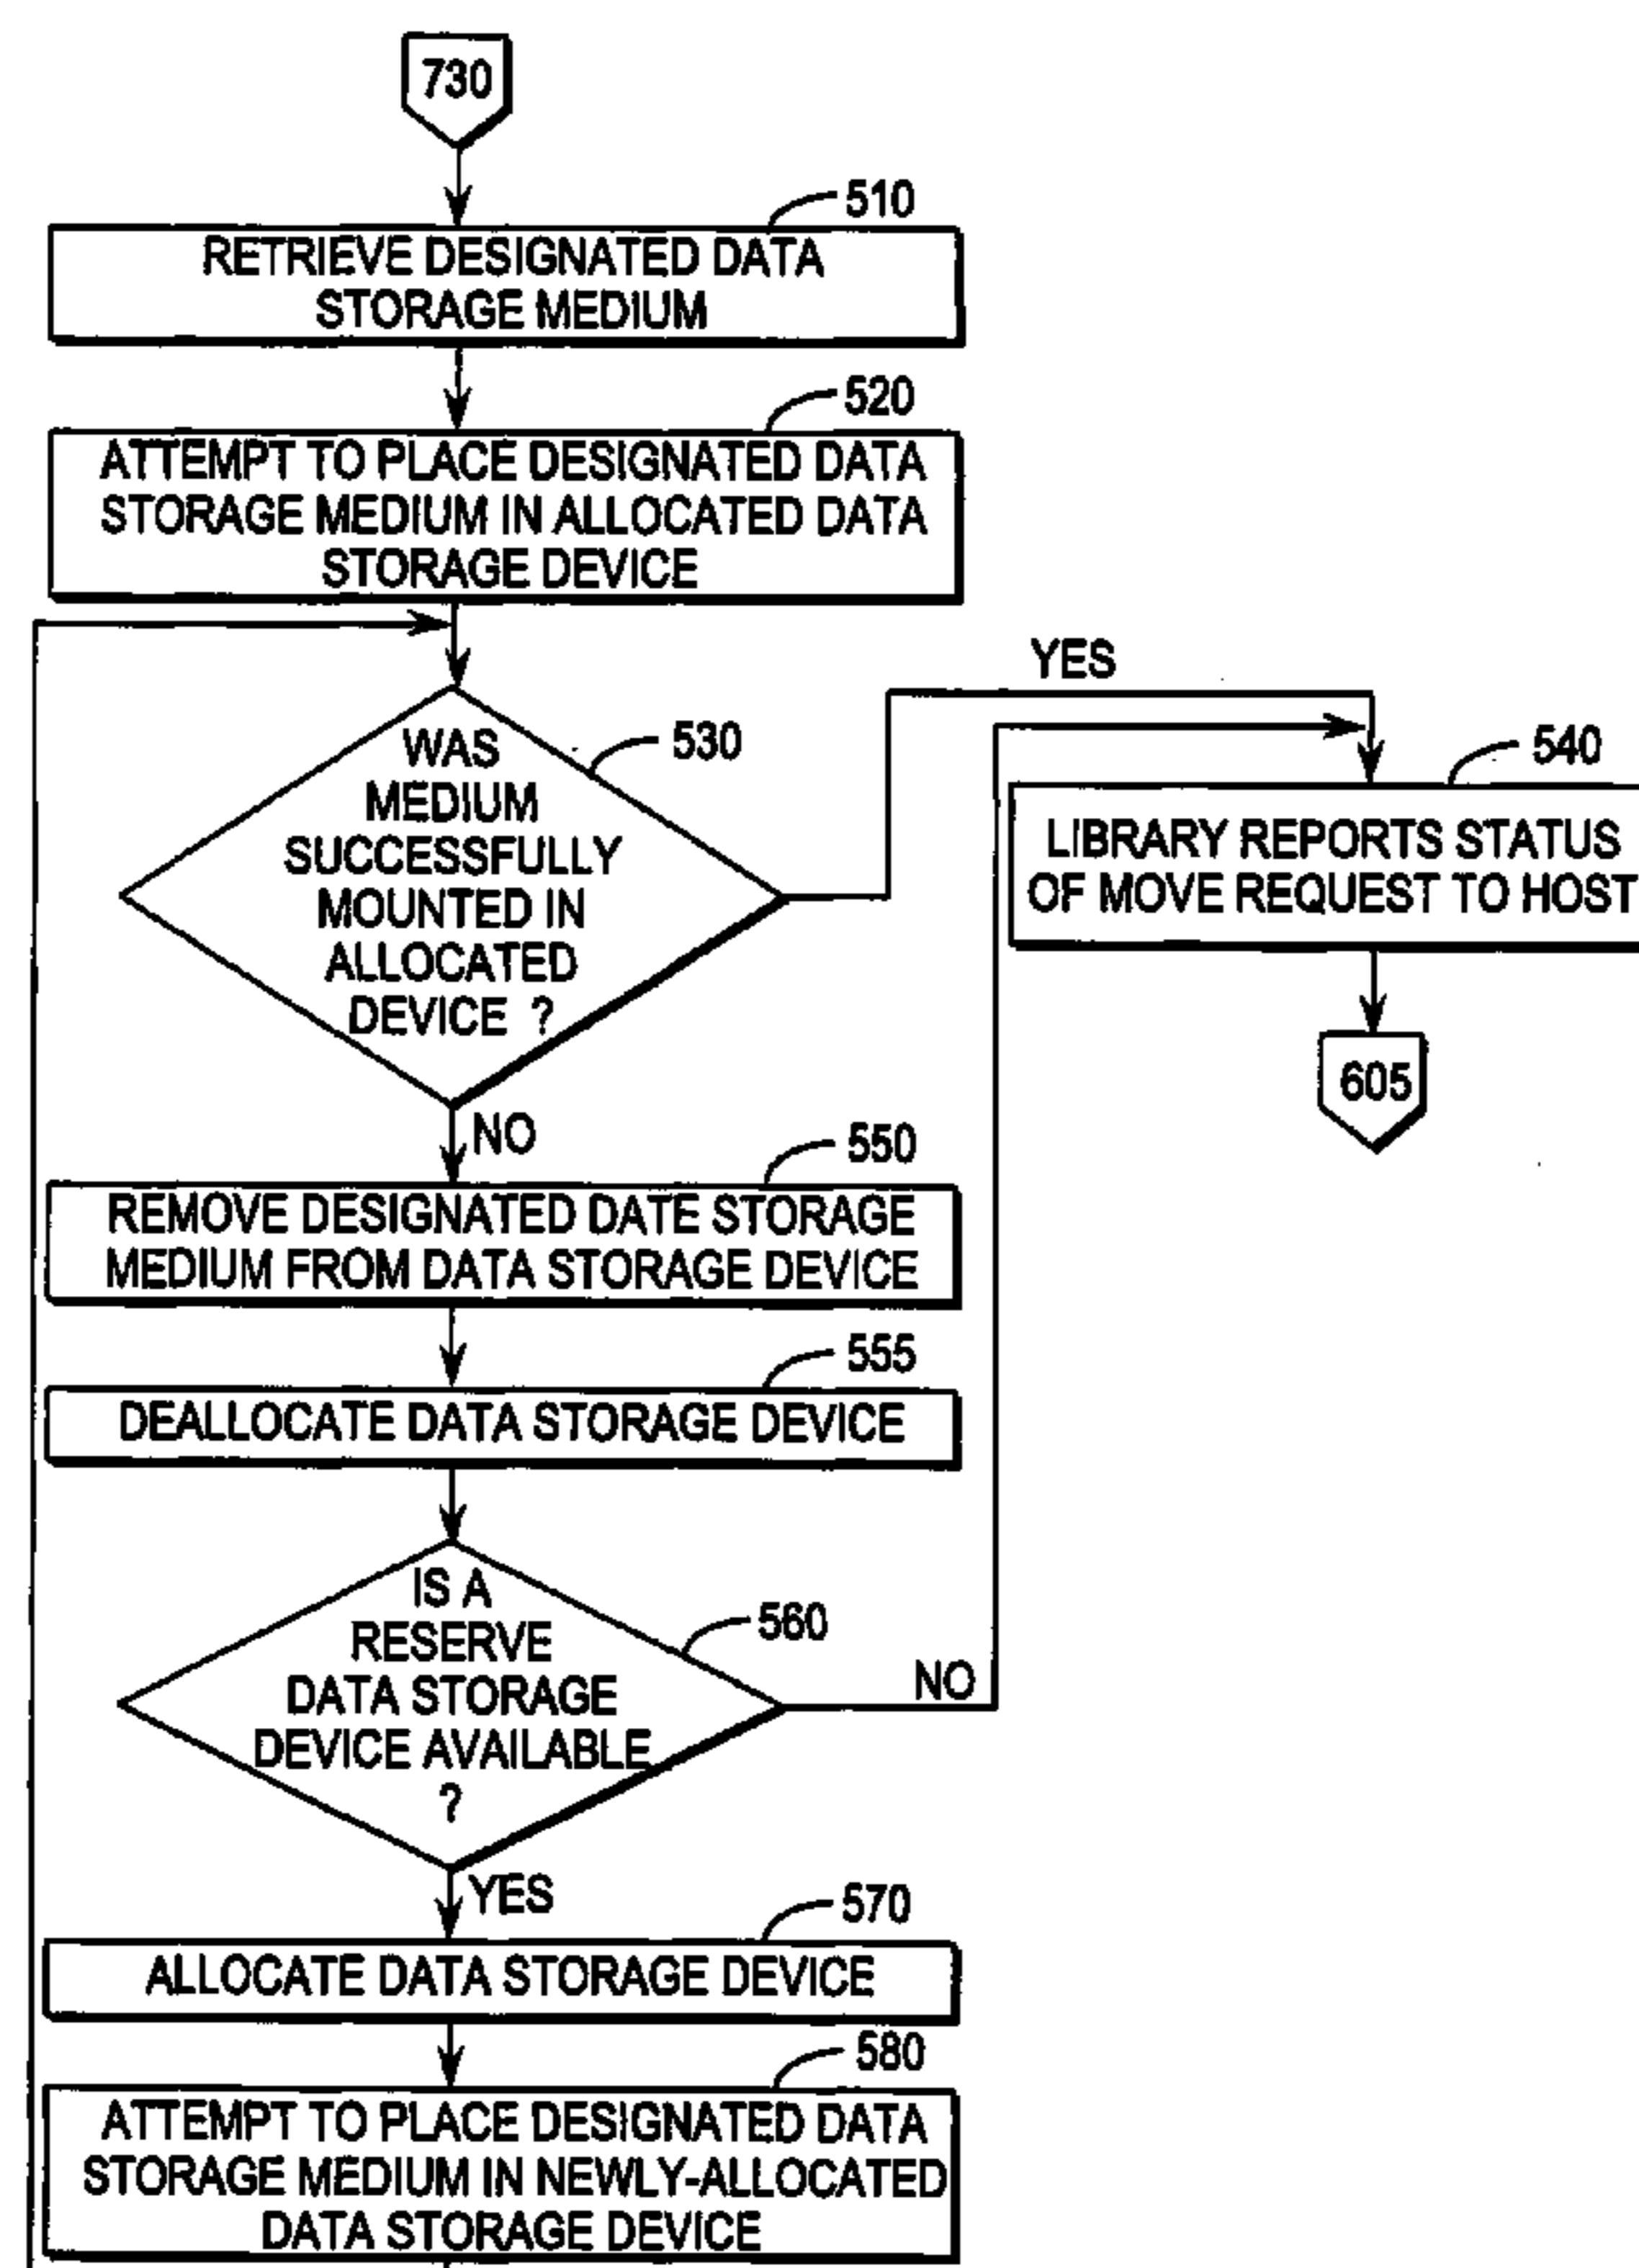 730
510
RETRIEVE DESIGNATED DATA
STORAGE MEDIUM
520
ATTEMPT TO PLACE DESIGNATED DATA
STORAGE MEDIUM IN ALLOCATED DATA
STORAGE DEVICE
YES
530
WAS
MEDIUM
SUCCESSFULLY
MOUNTED IN
ALLOCATED
DEVICE ?
540
LIBRARY REPORTS STATUS
OF MOVE REQUEST TO HOST
605
NO
550
REMOVE DESIGNATED DATE STORAGE
MEDIUM FROM DATA STORAGE DEVICE
555
DEALLOCATE DATA STORAGE DEVICE
560
IS A
RESERVE
DATA STORAGE
DEVICE AVAILABLE
?
NO
YES
570
ALLOCATE DATA STORAGE DEVICE
580
ATTEMPT TO PLACE DESIGNATED DATA
STORAGE MEDIUM IN NEWLY-ALLOCATED
DATA STORAGE DEVICE